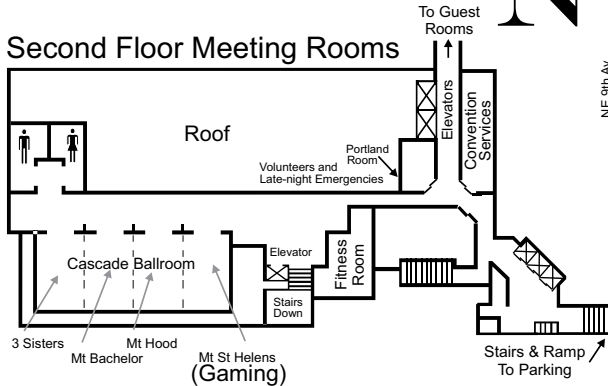 To Guest
Rooms
N
Second Floor Meeting Rooms
NE 9th Av
Roof
Elevators
Convention
Services
Portland
Room
Volunteers and
Late-night Emergencies
Cascade Ballroom
Elevator
Fitness
Room
Stairs
Down
3 Sisters
Mt Hood
Mt Bachelor
Mt St Helens
(Gaming)
Stairs & Ramp
To Parking